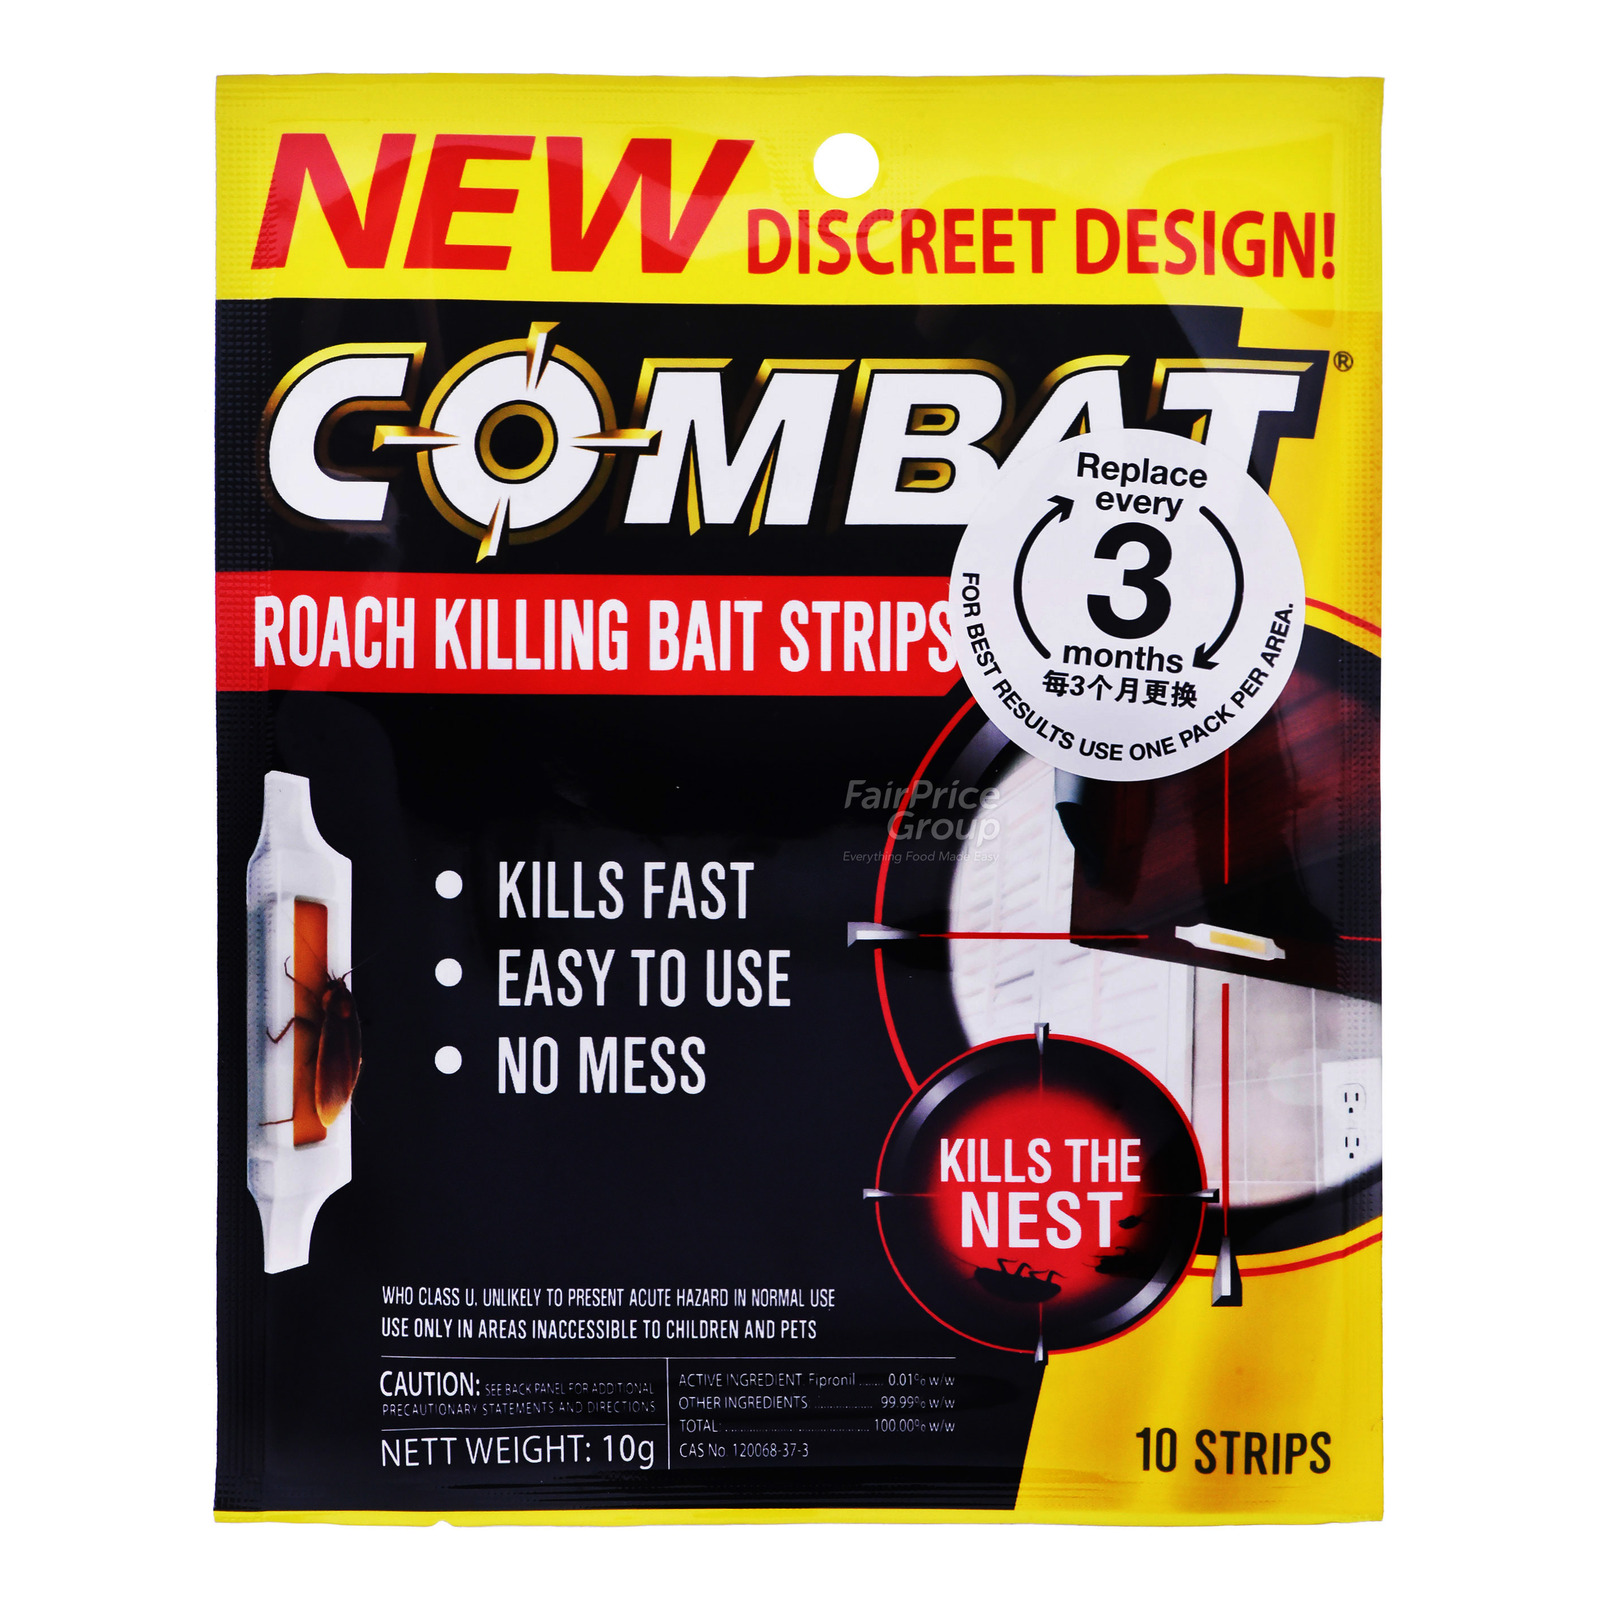 NEW DISCREET DESIGN!
COMBAT®
ROACH KILLING BAIT STRIPS
Replace
every
3
months
每3个月更换
FOR BEST RESULTS USE ONE PACK PER AREA.
FairPrice
Group
Everything Food Made Easy
• KILLS FAST
• EASY TO USE
• NO MESS
KILLS THE
NEST
WHO CLASS U. UNLIKELY TO PRESENT ACUTE HAZARD IN NORMAL USE
USE ONLY IN AREAS INACCESSIBLE TO CHILDREN AND PETS
CAUTION: SEE BACK PANEL FOR ADDITIONAL
PRECAUTIONARY STATEMENTS AND DIRECTIONS
NETT WEIGHT: 10g
ACTIVE INGREDIENT. Fipronil ....... 0.01% w/w
OTHER INGREDIENTS ................ 99.99% w/w
TOTAL: ........................................ 100.00% w/w
CAS No. 120068-37-3
10 STRIPS